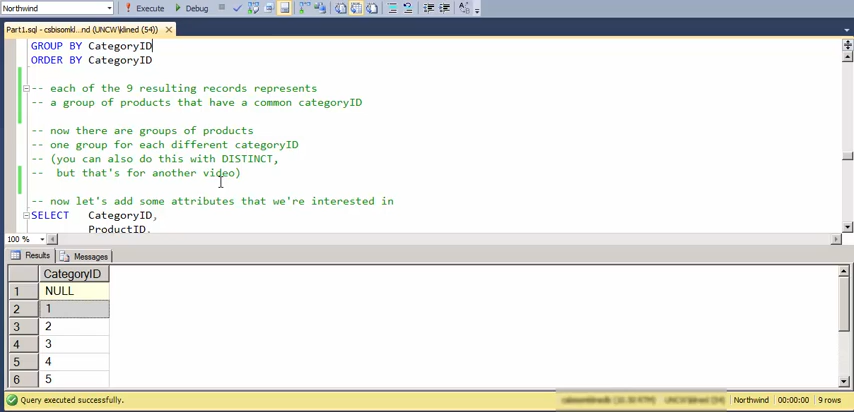 Northwind Execute Debug
Part1.sql - csbisomkl...nd (UNCW\klined (54))
GROUP BY CategoryID
ORDER BY CategoryID
-- each of the 9 resulting records represents
-- a group of products that have a common categoryID
-- now there are groups of products
-- one group for each different categoryID
-- (you can also do this with DISTINCT,
-- but that's for another video)
-- now let's add some attributes that we're interested in
SELECT CategoryID,
ProductID,
100 %
Results Messages
CategoryID
1 NULL
2 1
3 2
4 3
5 4
6 5
Query executed successfully. Northwind 00:00:00 9 rows